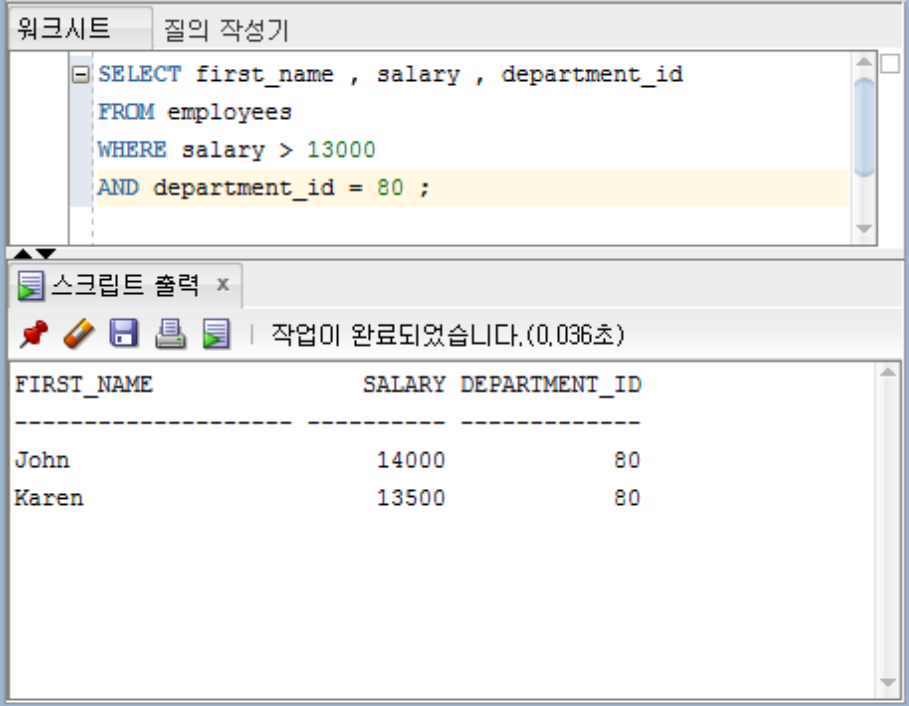 워크시트 질의 작성기
SELECT first_name , salary , department_id
FROM employees
WHERE salary > 13000
AND department_id = 80 ;
스크립트 출력 x
작업이 완료되었습니다.(0,036초)
FIRST_NAME SALARY DEPARTMENT_ID
-------------------- ---------- -------------
John 14000 80
Karen 13500 80